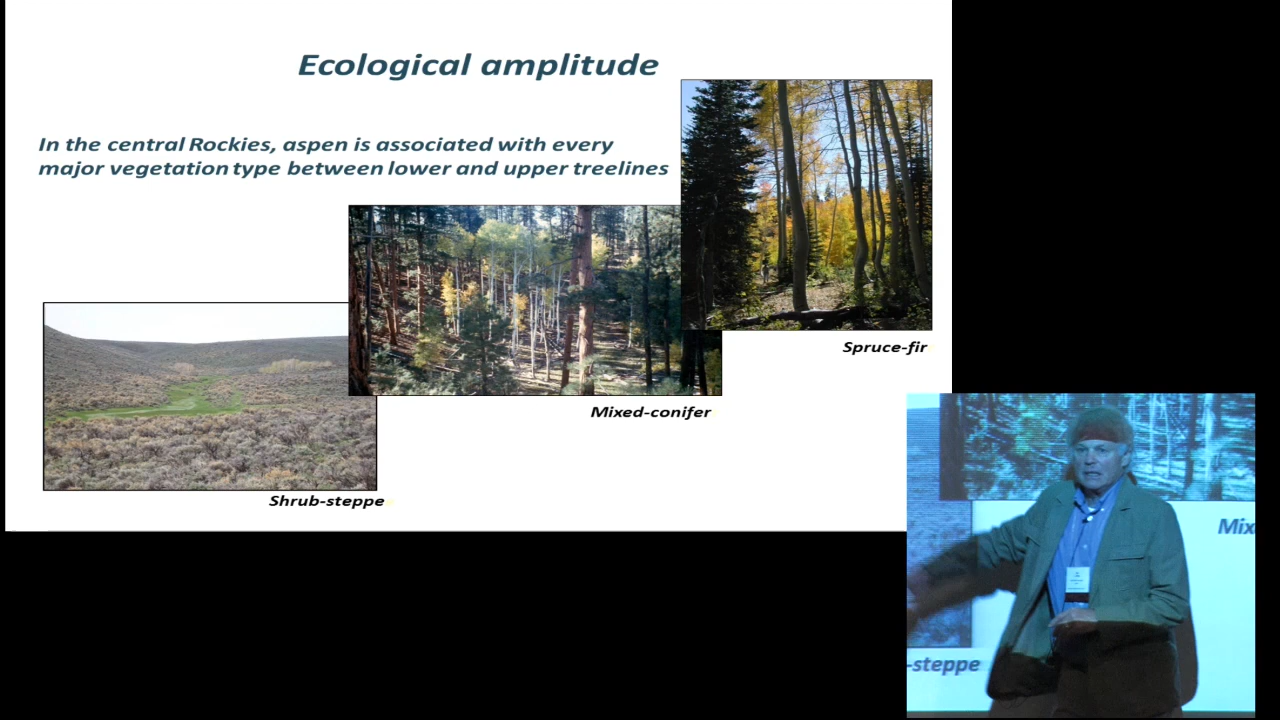 Ecological amplitude
In the central Rockies, aspen is associated with every
major vegetation type between lower and upper treelines
Spruce-fir
Mixed-conifer
Shrub-steppe
Mix
-steppe